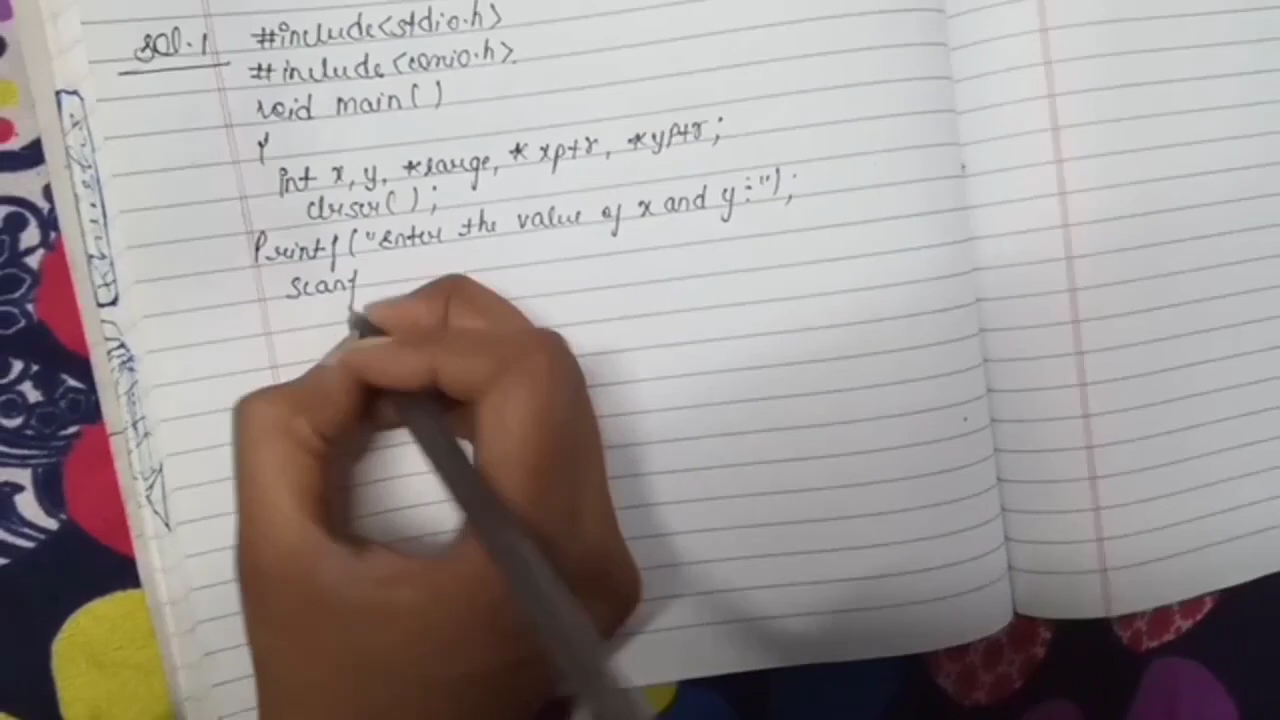 Sol.1 #include<stdio.h>
#include<conio.h>
void main()
{
int x, y, *large, *xptr, *yptr;
clrscr();
Printf("Enter the value of x and y:");
scanf